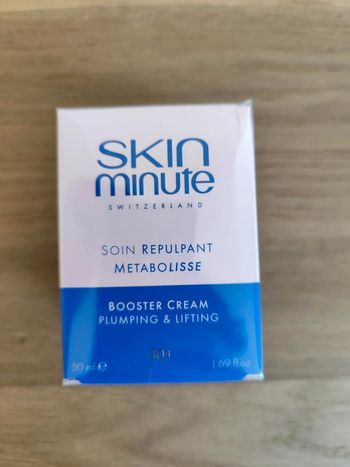 SKIN
minute
SWITZERLAND
SOIN REPULPANT
METABOLISSE
BOOSTER CREAM
PLUMPING & LIFTING
50 ml e 1.69 fl.oz